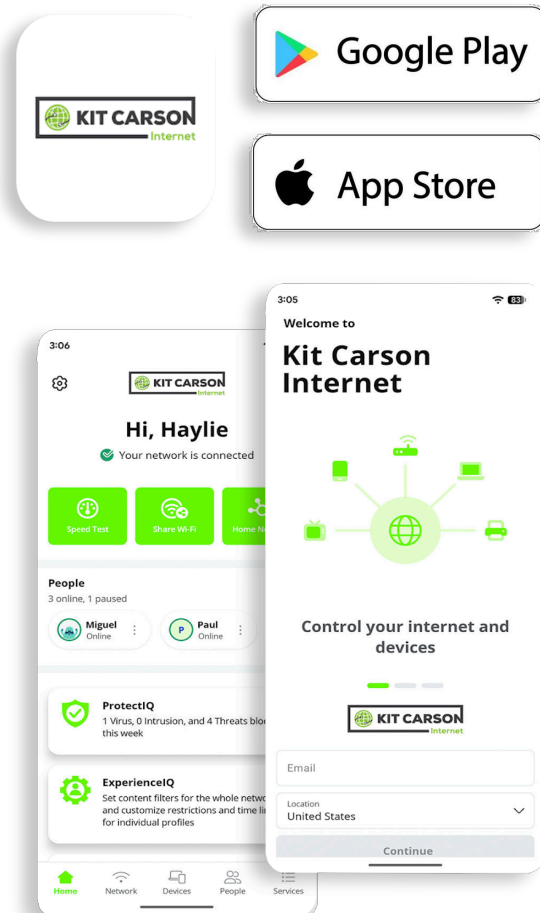 KIT CARSON
Internet
Google Play
App Store
3:06
KIT CARSON
Internet
Hi, Haylie
Your network is connected
Speed Test
Share Wi-Fi
Home
People
3 online, 1 paused
Miguel
Online
P
Paul
Online
ProtectIQ
1 Virus, 0 Intrusion, and 4 Threats
this week
ExperienceIQ
Set content filters for the whole
and customize restrictions and time
for individual profiles
Home
Network
Devices
People
Services
3:05
83
Welcome to
Kit Carson
Internet
Control your internet and
devices
KIT CARSON
Internet
Email
Location
United States
Continue